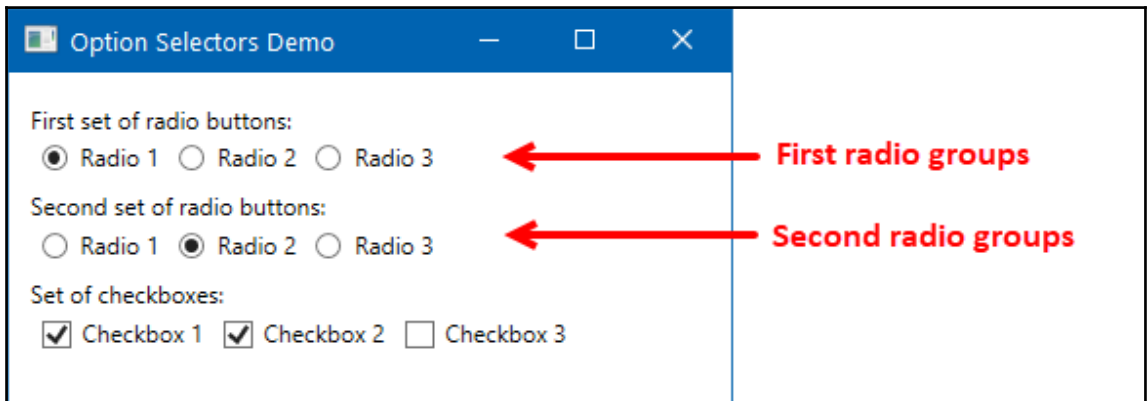 Option Selectors Demo
First set of radio buttons:
Radio 1 Radio 2 Radio 3
First radio groups
Second set of radio buttons:
Radio 1 Radio 2 Radio 3
Second radio groups
Set of checkboxes:
Checkbox 1 Checkbox 2 Checkbox 3